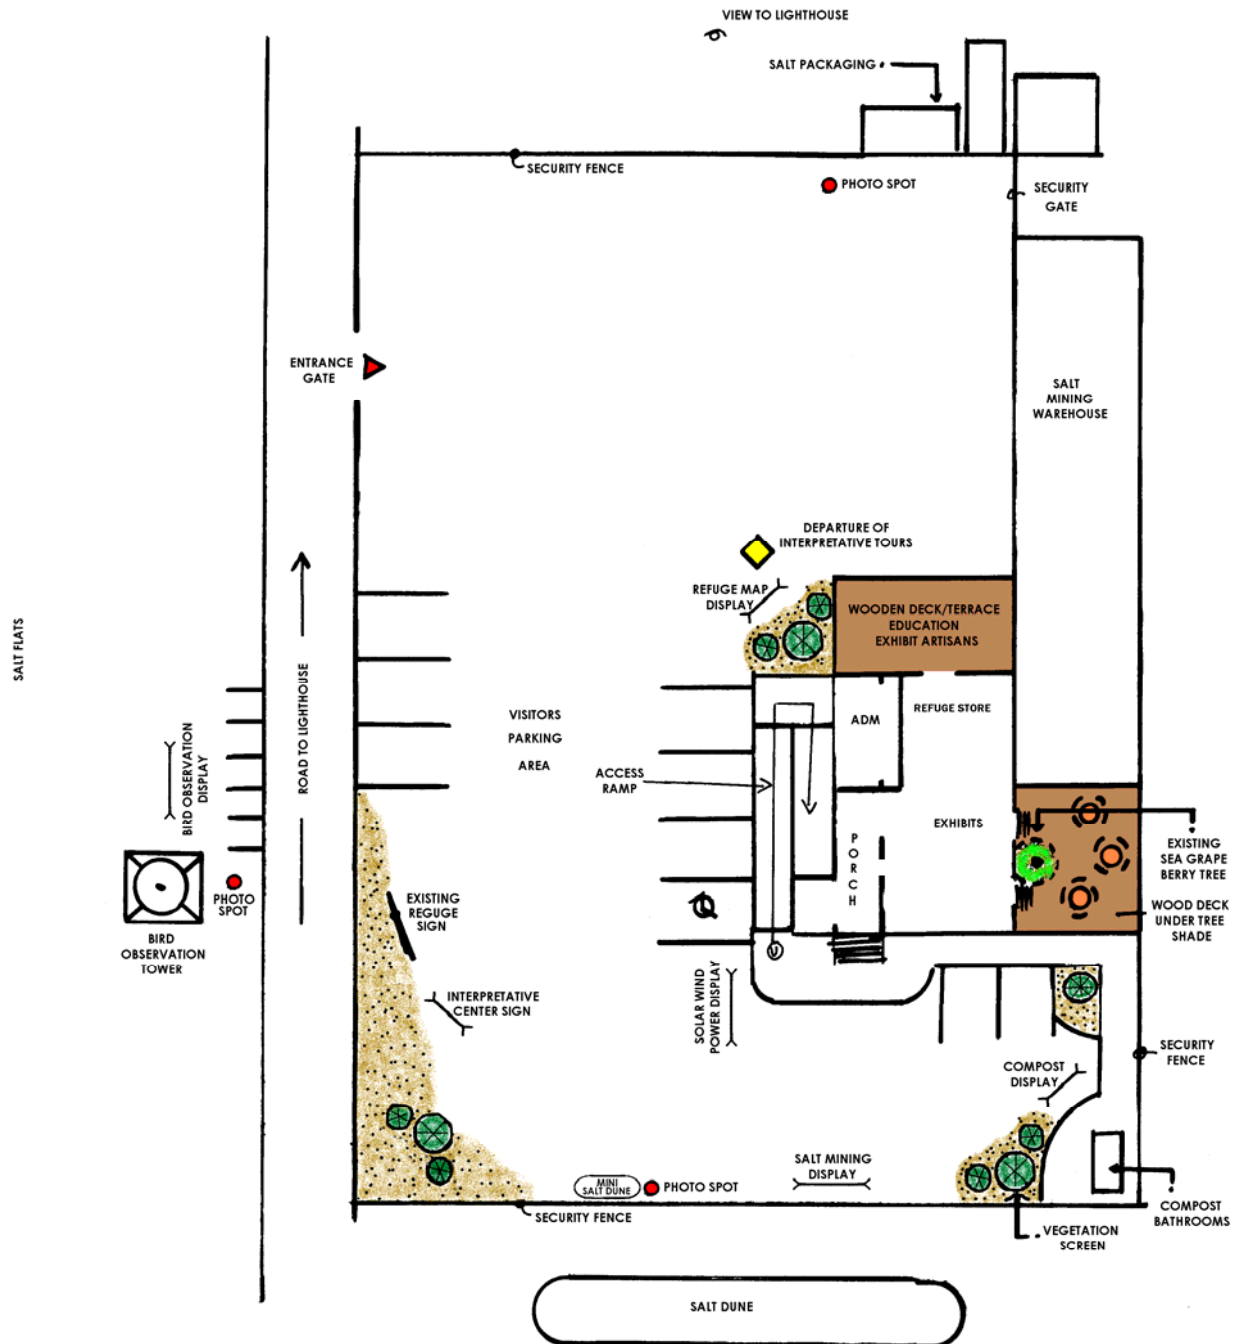 VIEW TO LIGHTHOUSE
SALT PACKAGING
SECURITY FENCE
PHOTO SPOT
SECURITY
GATE
ENTRANCE
GATE
SALT
MINING
WAREHOUSE
DEPARTURE OF
INTERPRETATIVE TOURS
REFUGE MAP
DISPLAY
WOODEN DECK/TERRACE
EDUCATION
EXHIBIT ARTISANS
SALT FLATS
ROAD TO LIGHTHOUSE
BIRD OBSERVATION
DISPLAY
VISITORS
PARKING
AREA
ADM
REFUGE STORE
ACCESS
RAMP
EXHIBITS
PORCH
EXISTING
SEA GRAPE
BERRY TREE
WOOD DECK
UNDER TREE
SHADE
PHOTO
SPOT
BIRD
OBSERVATION
TOWER
EXISTING
REGUGE
SIGN
INTERPRETATIVE
CENTER SIGN
SOLAR WIND
POWER DISPLAY
COMPOST
DISPLAY
SECURITY
FENCE
SALT MINING
DISPLAY
MINI
SALT DUNE
PHOTO SPOT
SECURITY FENCE
VEGETATION
SCREEN
COMPOST
BATHROOMS
SALT DUNE